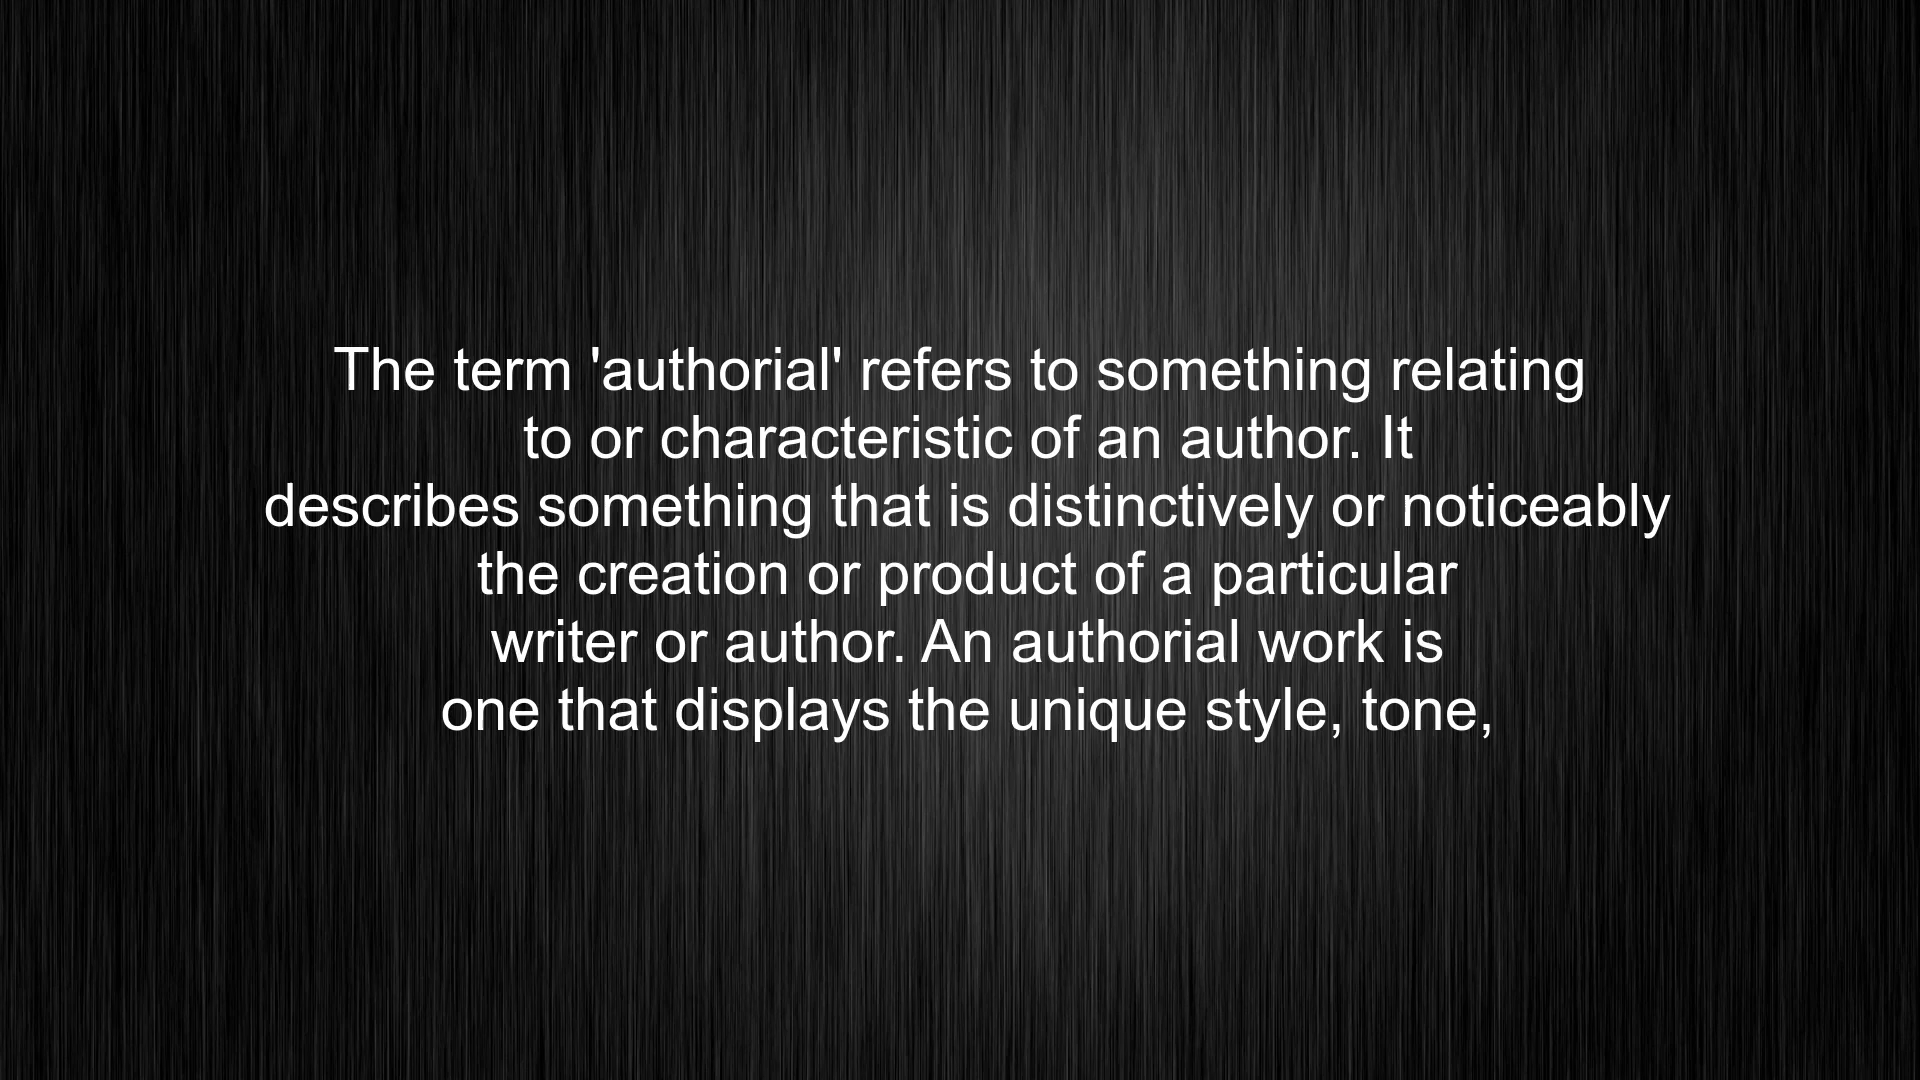 The term 'authorial' refers to something relating
to or characteristic of an author. It
describes something that is distinctively or noticeably
the creation or product of a particular
writer or author. An authorial work is
one that displays the unique style, tone,